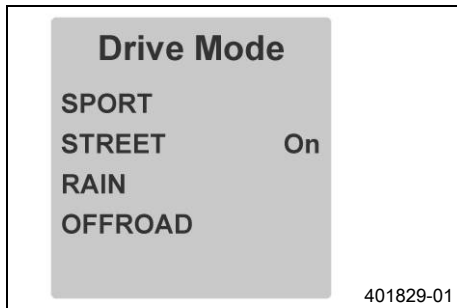 Drive Mode
SPORT
STREET On
RAIN
OFFROAD
401829-01